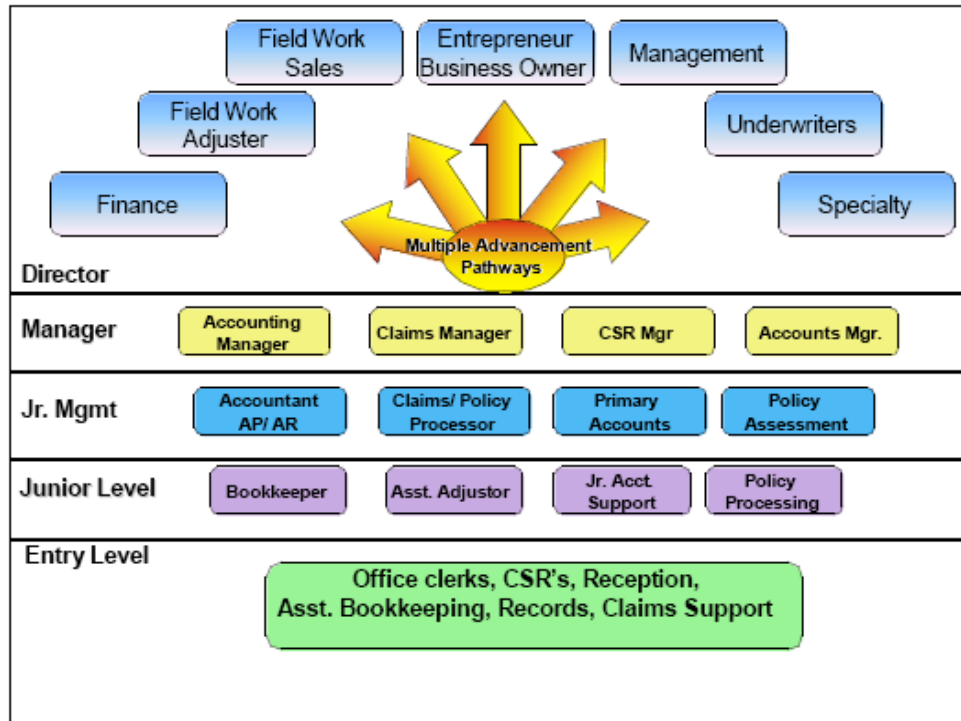 Field Work
Sales
Entrepreneur
Business Owner
Management
Field Work
Adjuster
Underwriters
Finance
Specialty
Multiple Advancement
Pathways
Director
Manager
Accounting
Manager
Claims Manager
CSR Mgr
Accounts Mgr.
Jr. Mgmt
Accountant
AP/ AR
Claims/ Policy
Processor
Primary
Accounts
Policy
Assessment
Junior Level
Bookkeeper
Asst. Adjustor
Jr. Acct.
Support
Policy
Processing
Entry Level
Office clerks, CSR's, Reception,
Asst. Bookkeeping, Records, Claims Support